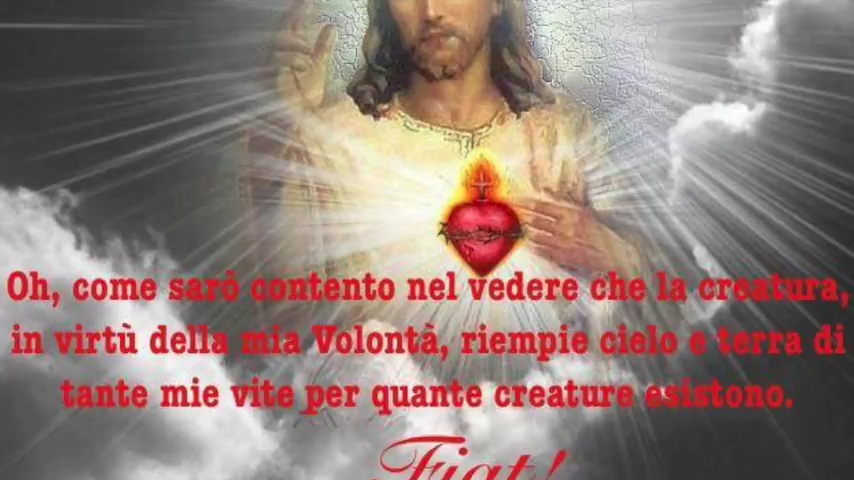 Oh, come sarò contento nel vedere che la creatura,
in virtù della mia Volontà, riempie cielo e terra di
tante mie vite per quante creature esistono.
Fiat!